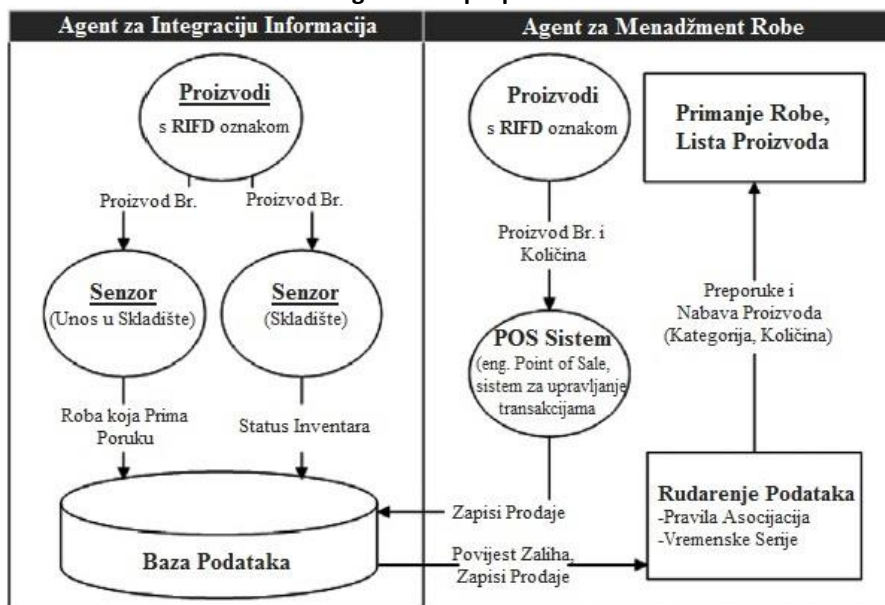 Agent za Integraciju Informacija
Agent za Menadžment Robe
Proizvodi
s RIFD oznakom
Proizvod Br.
Proizvod Br.
Senzor
(Unos u Skladište)
Senzor
(Skladište)
Roba koja Prima
Poruku
Status Inventara
Baza Podataka
Proizvodi
s RIFD oznakom
Proizvod Br. i
Količina
POS Sistem
(eng. Point of Sale,
sistem za upravljanje
transakcijama
Zapisi Prodaje
Povijest Zaliha,
Zapisi Prodaje
Primanje Robe,
Lista Proizvoda
Preporuke i
Nabava Proizvoda
(Kategorija, Količina)
Rudarenje Podataka
-Pravila Asocijacija
-Vremenske Serije